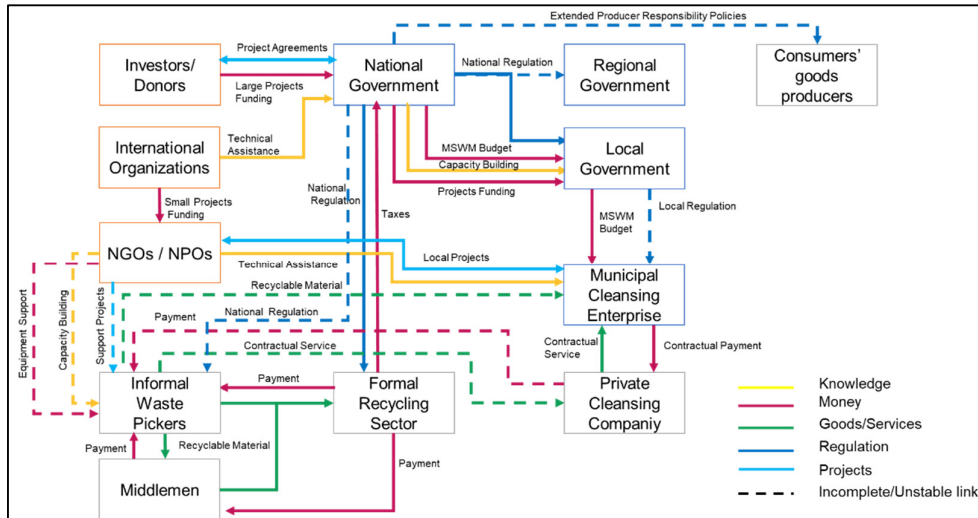 Extended Producer Responsibility Policies
Investors/
Donors
Project Agreements
Large Projects
Funding
National
Government
National Regulation
Regional
Government
Consumers'
goods
producers
International
Organizations
Technical
Assistance
MSWM Budget
Capacity Building
Projects Funding
Local
Government
Small Projects
Funding
National
Regulation
Taxes
MSWM
Budget
Local Regulation
NGOs / NPOs
Local Projects
Technical Assistance
Recyclable Material
Municipal
Cleansing
Enterprise
Equipment Support
Capacity Building
Support Projects
Payment
National Regulation
Contractual Service
Contractual
Service
Contractual Payment
Informal
Waste
Pickers
Payment
Formal
Recycling
Sector
Private
Cleansing
Companiy
Payment
Recyclable Material
Payment
Middlemen
Knowledge
Money
Goods/Services
Regulation
Projects
Incomplete/Unstable link